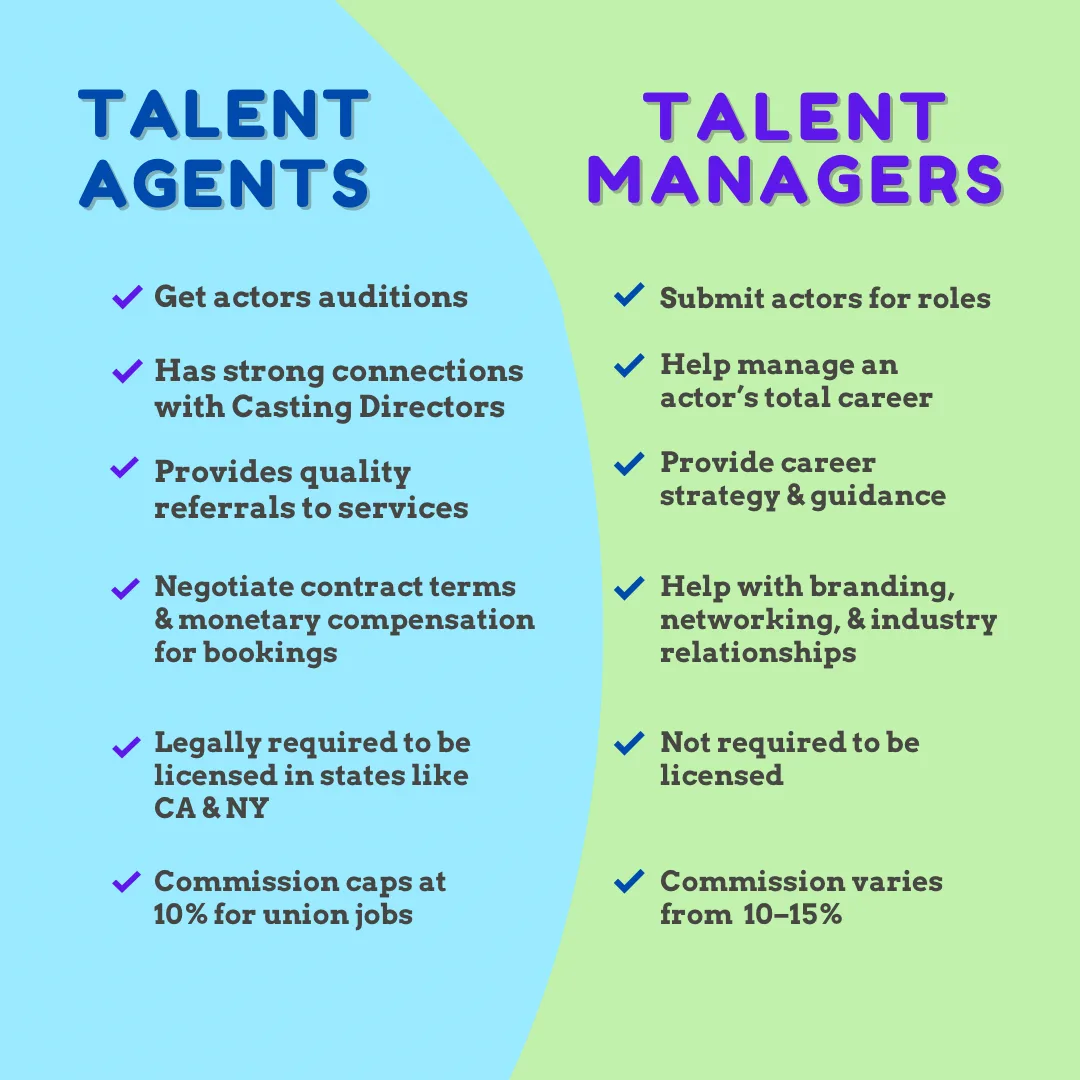 TALENT
AGENTS
Get actors auditions
Has strong connections
with Casting Directors
Provides quality
referrals to services
Negotiate contract terms
& monetary compensation
for bookings
Legally required to be
licensed in states like
CA & NY
Commission caps at
10% for union jobs
TALENT
MANAGERS
Submit actors for roles
Help manage an
actor’s total career
Provide career
strategy & guidance
Help with branding,
networking, & industry
relationships
Not required to be
licensed
Commission varies
from 10–15%